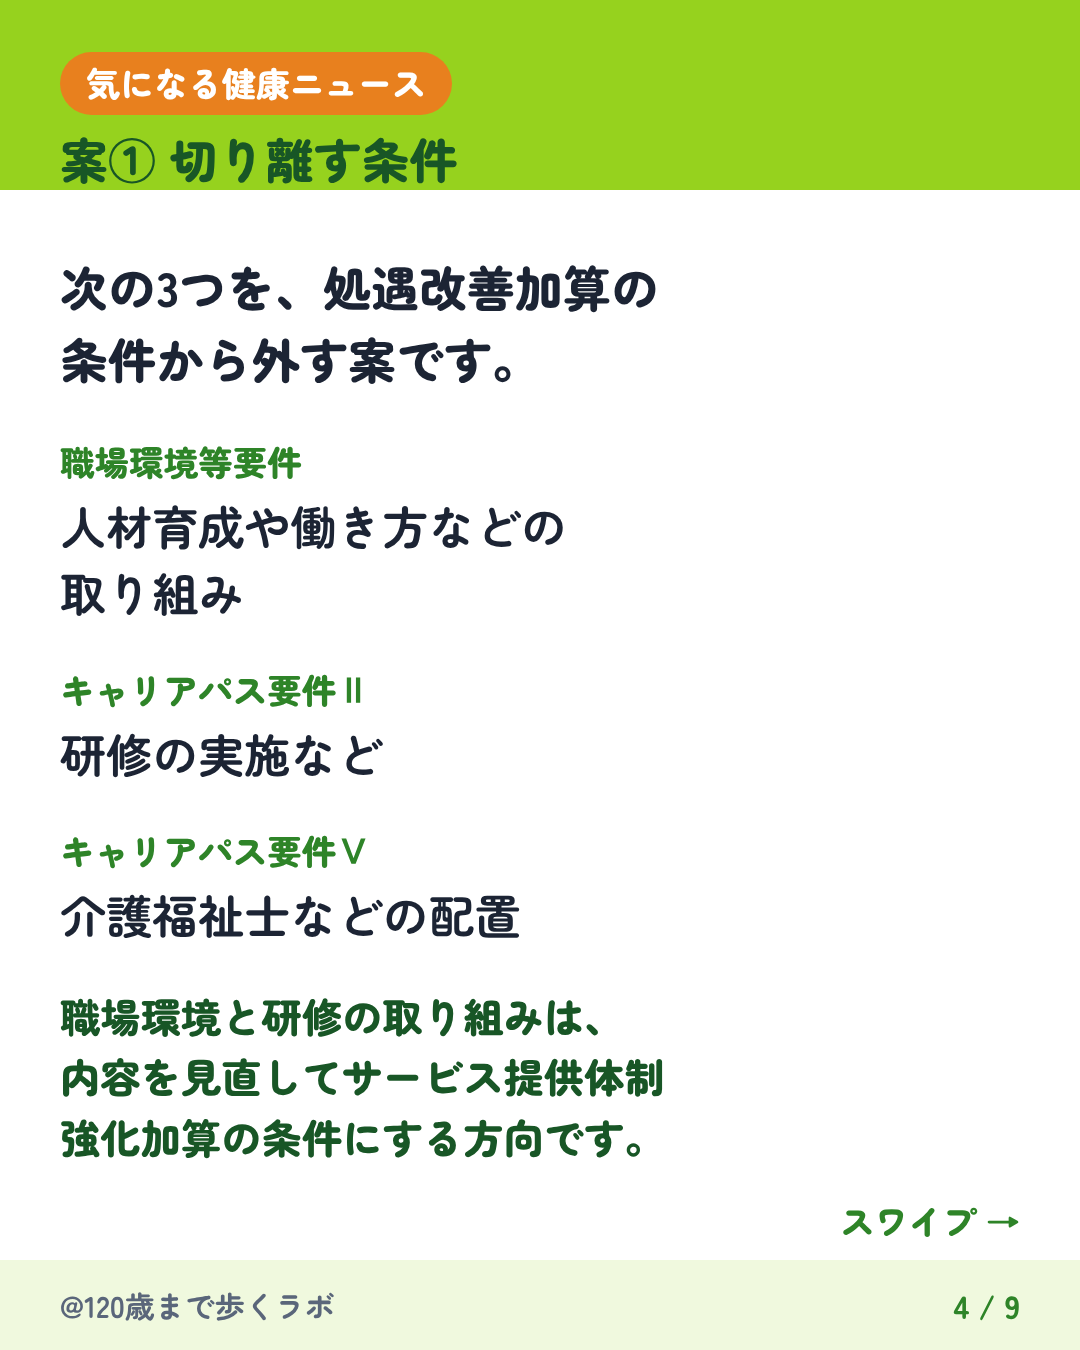 気になる健康ニュース
案① 切り離す条件
次の3つを、処遇改善加算の
条件から外す案です。
職場環境等要件
人材育成や働き方などの
取り組み
キャリアパス要件Ⅱ
研修の実施など
キャリアパス要件Ⅴ
介護福祉士などの配置
職場環境と研修の取り組みは、
内容を見直してサービス提供体制
強化加算の条件にする方向です。
スワイプ →
@120歳まで歩くラボ
4 / 9